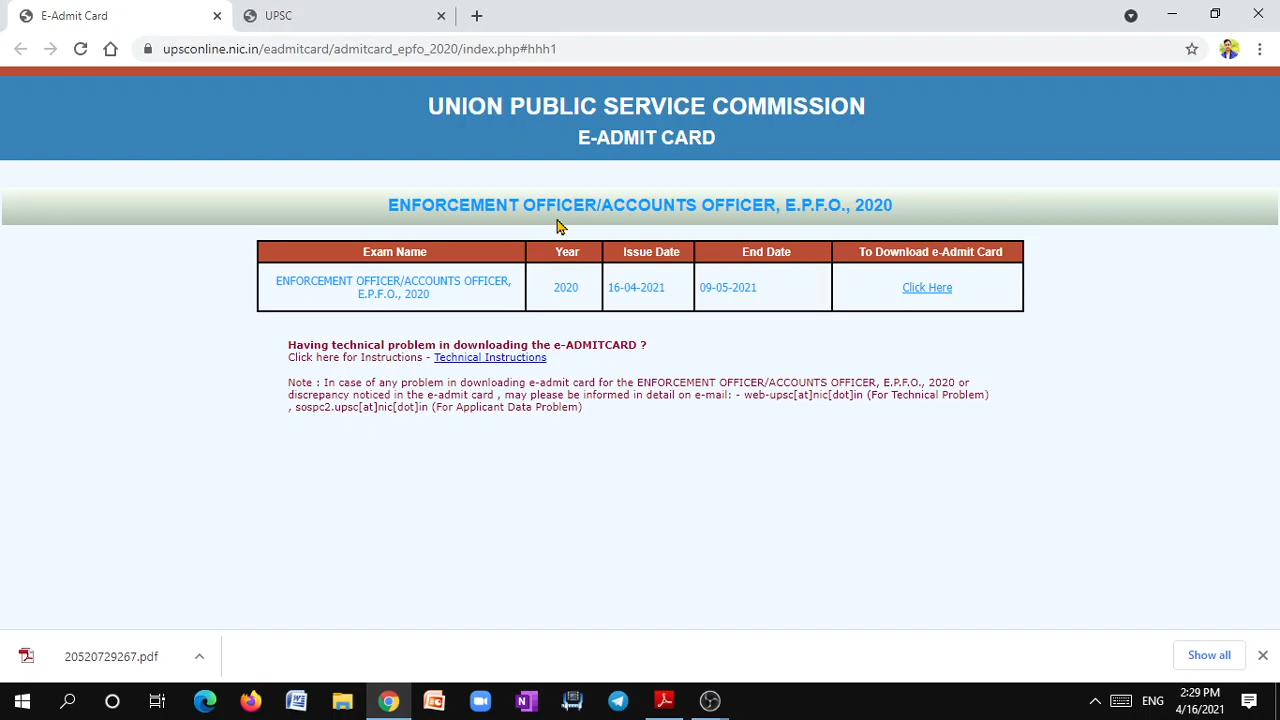 E-Admit Card
UPSC
upsconline.nic.in/eadmitcard/admitcard_epfo_2020/index.php#hhh1
UNION PUBLIC SERVICE COMMISSION
E-ADMIT CARD
ENFORCEMENT OFFICER/ACCOUNTS OFFICER, E.P.F.O., 2020
Exam Name Year Issue Date End Date To Download e-Admit Card
ENFORCEMENT OFFICER/ACCOUNTS OFFICER,
E.P.F.O., 2020
2020 16-04-2021 09-05-2021 Click Here
Having technical problem in downloading the e-ADMITCARD ?
Click here for Instructions - Technical Instructions
Note : In case of any problem in downloading e-admit card for the ENFORCEMENT OFFICER/ACCOUNTS OFFICER, E.P.F.O., 2020 or
discrepancy noticed in the e-admit card , may please be informed in detail on e-mail: - web-upsc[at]nic[dot]in (For Technical Problem)
, sospc2.upsc[at]nic[dot]in (For Applicant Data Problem)
20520729267.pdf
Show all
ENG
2:29 PM
4/16/2021